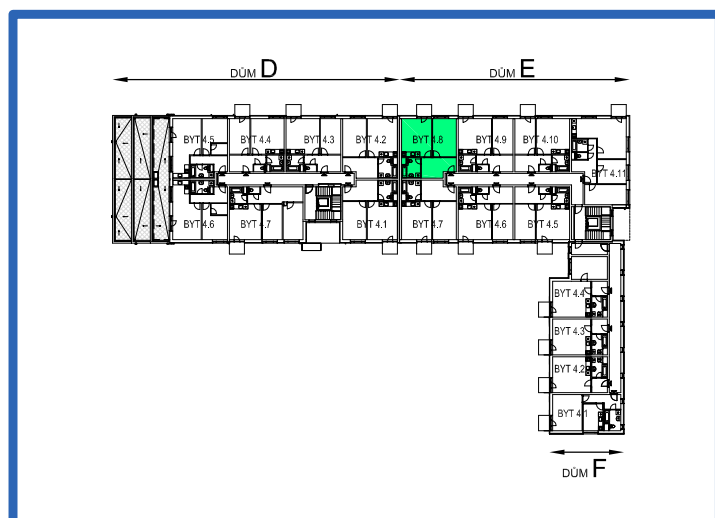 DŮM D DŮM E
BYT 4.5 BYT 4.4 BYT 4.3 BYT 4.2 BYT 4.8 BYT 4.9 BYT 4.10
BYT 4.11
BYT 4.6 BYT 4.7 BYT 4.1 BYT 4.7 BYT 4.6 BYT 4.5
BYT 4.4
BYT 4.3
BYT 4.2
BYT 4.1
DŮM F